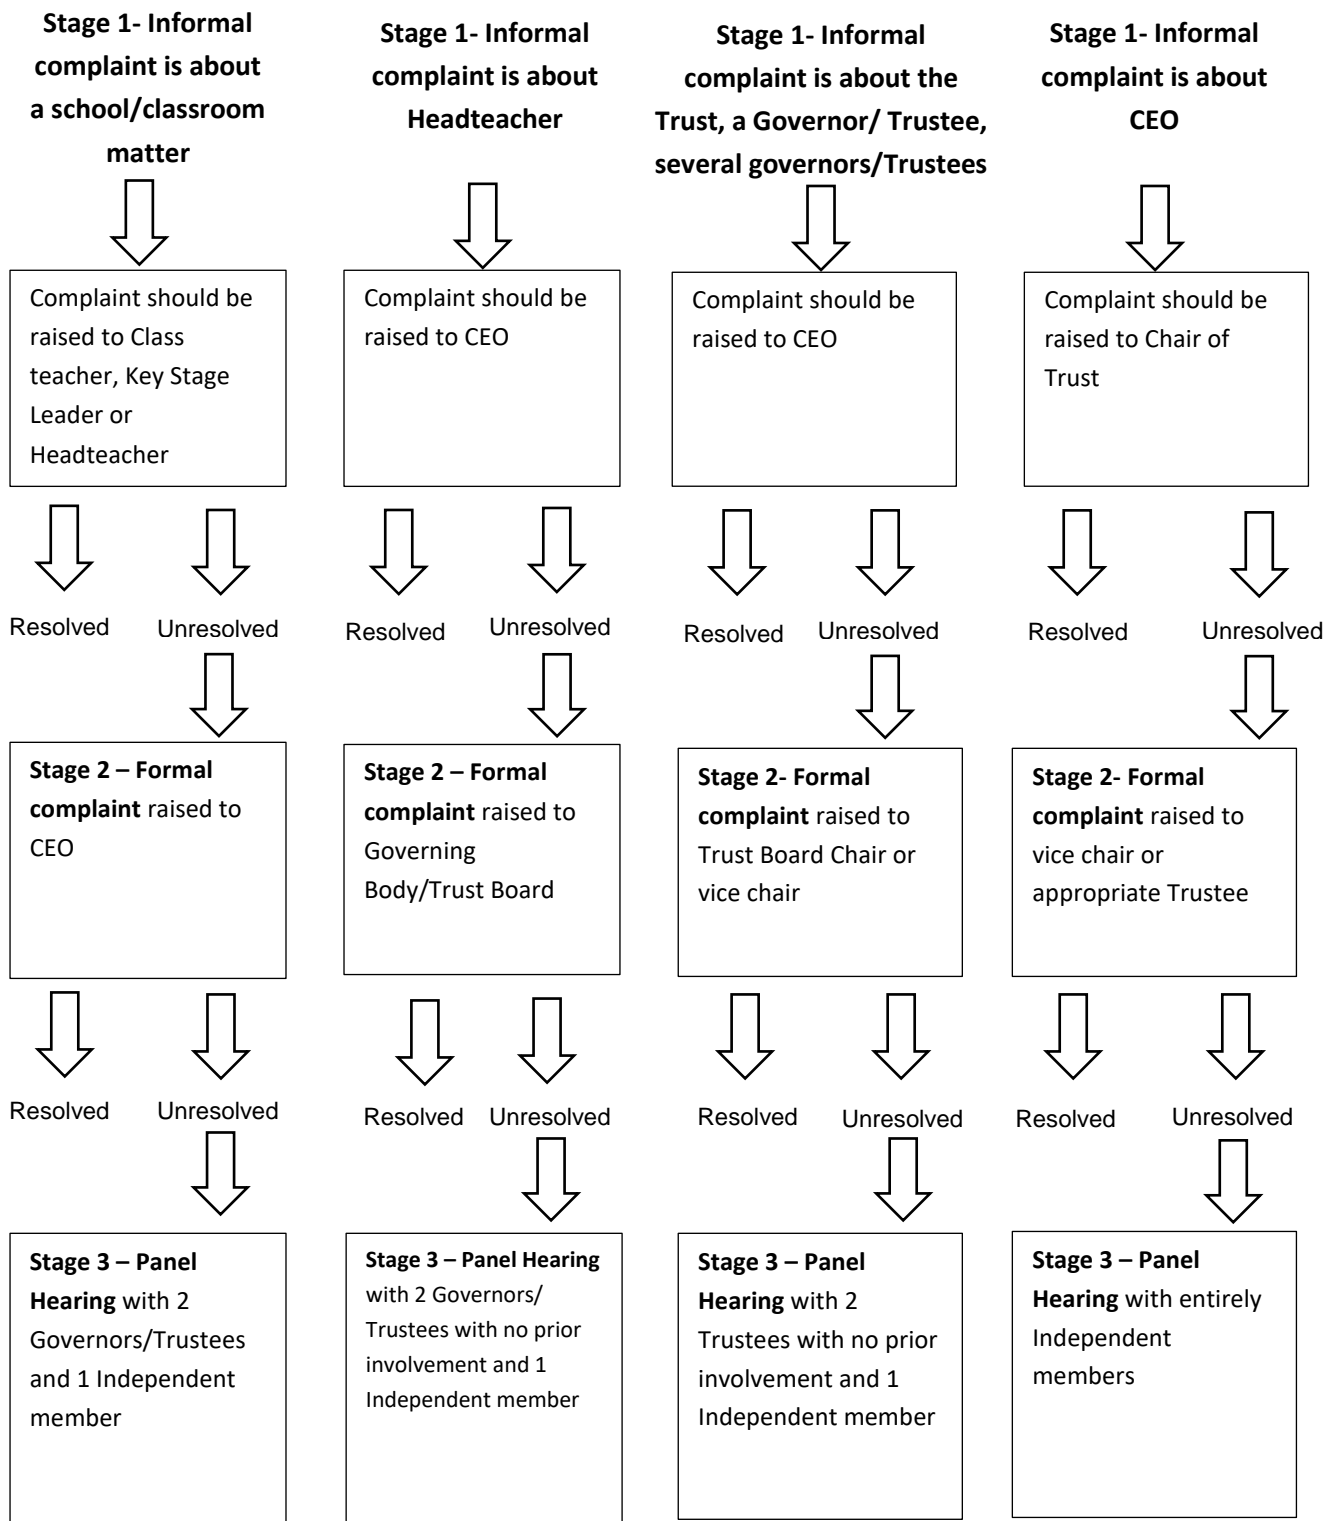 Stage 1- Informal
complaint is about
a school/classroom
matter
Stage 1- Informal
complaint is about
Headteacher
Stage 1- Informal
complaint is about the
Trust, a Governor/ Trustee,
several governors/Trustees
Stage 1- Informal
complaint is about
CEO
Complaint should be
raised to Class
teacher, Key Stage
Leader or
Headteacher
Complaint should be
raised to CEO
Complaint should be
raised to CEO
Complaint should be
raised to Chair of
Trust
Resolved
Unresolved
Resolved
Unresolved
Resolved
Unresolved
Resolved
Unresolved
Stage 2 – Formal
complaint raised to
CEO
Stage 2 – Formal
complaint raised to
Governing
Body/Trust Board
Stage 2- Formal
complaint raised to
Trust Board Chair or
vice chair
Stage 2- Formal
complaint raised to
vice chair or
appropriate Trustee
Resolved
Unresolved
Resolved
Unresolved
Resolved
Unresolved
Resolved
Unresolved
Stage 3 – Panel
Hearing with 2
Governors/Trustees
and 1 Independent
member
Stage 3 – Panel Hearing
with 2 Governors/
Trustees with no prior
involvement and 1
Independent member
Stage 3 – Panel
Hearing with 2
Trustees with no prior
involvement and 1
Independent member
Stage 3 – Panel
Hearing with entirely
Independent
members